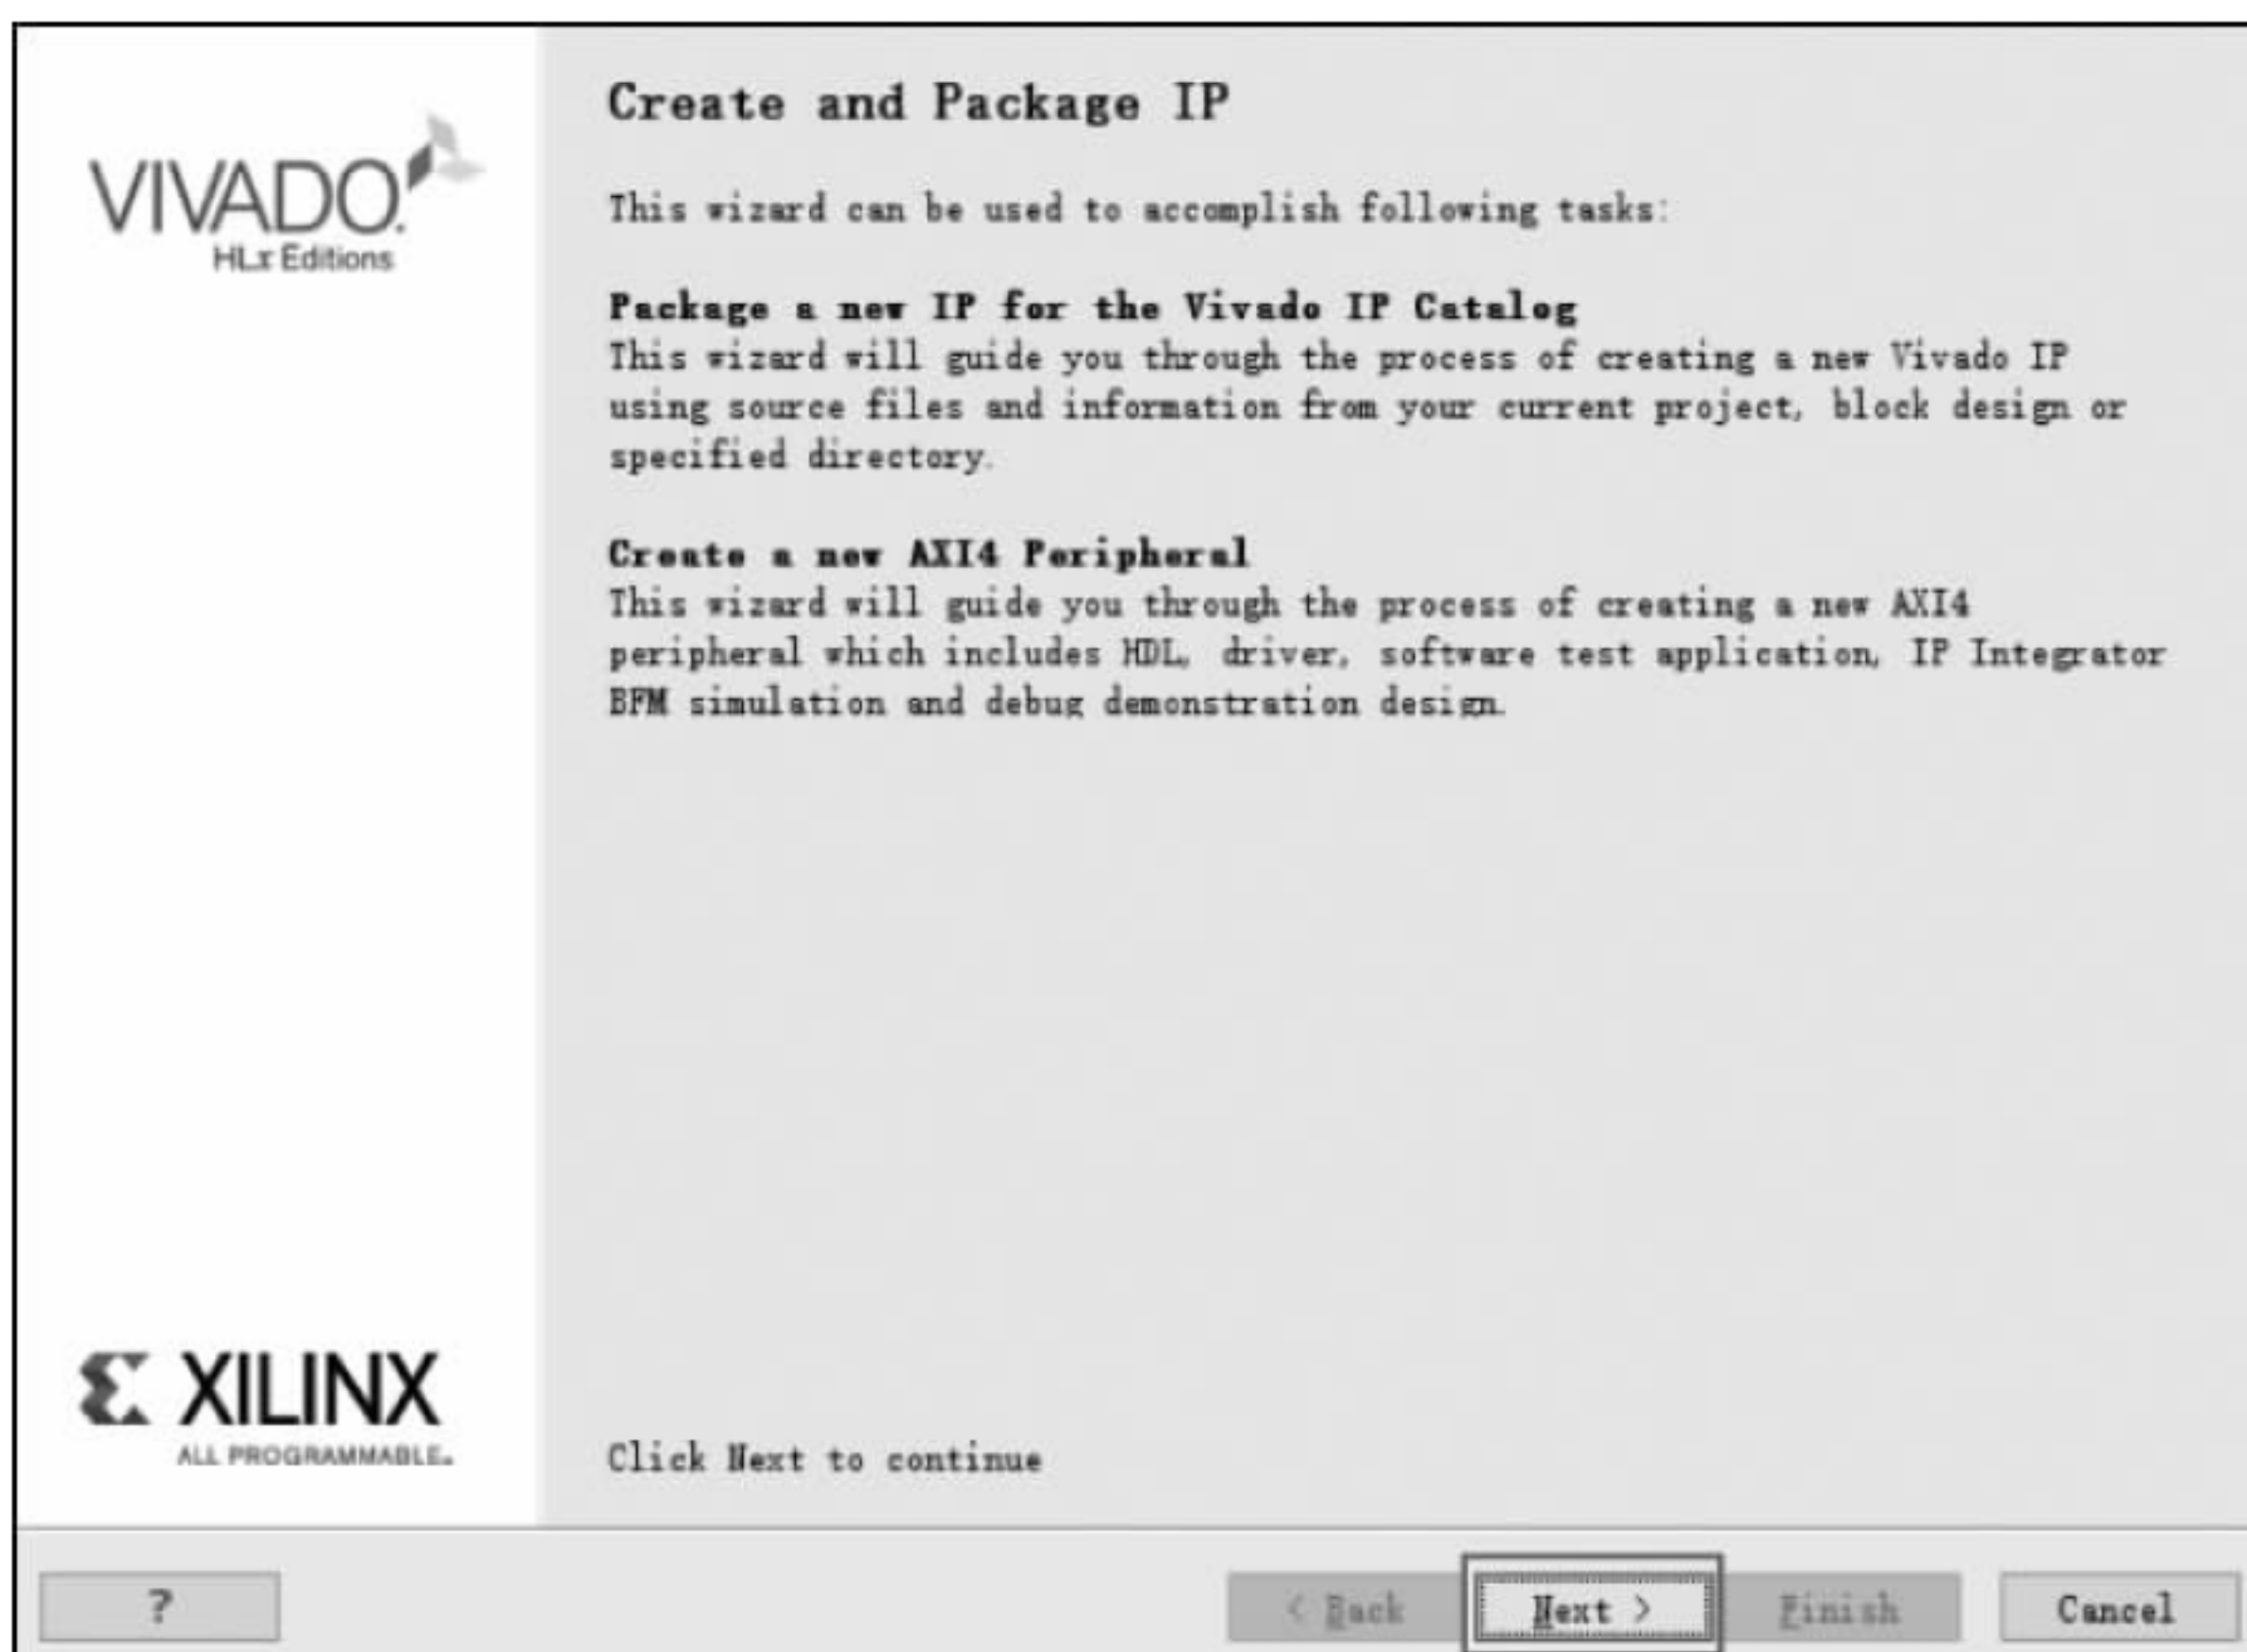 VIVADO.
HLx Editions
Create and Package IP
This wizard can be used to accomplish following tasks:
Package a new IP for the Vivado IP Catalog
This wizard will guide you through the process of creating a new Vivado IP
using source files and information from your current project, block design or
specified directory.
Create a new AXI4 Peripheral
This wizard will guide you through the process of creating a new AXI4
peripheral which includes HDL, driver, software test application, IP Integrator
BFM simulation and debug demonstration design.
XILINX
ALL PROGRAMMABLE.
Click Next to continue
?
< Back
Next >
Finish
Cancel